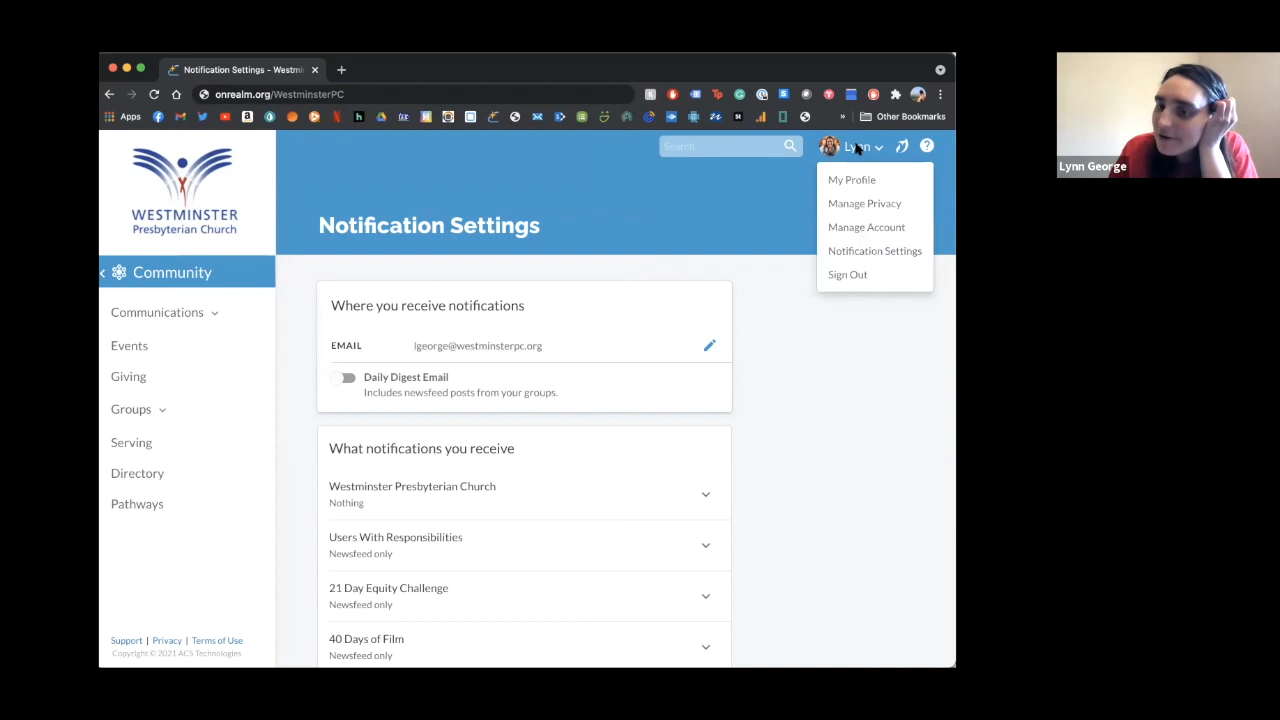 Notification Settings - Westmi
onrealm.org/WestminsterPC
Apps
Other Bookmarks
WESTMINSTER
Presbyterian Church
Search
Lynn
My Profile
Manage Privacy
Manage Account
Notification Settings
Sign Out
Notification Settings
Community
Communications
Events
Giving
Groups
Serving
Directory
Pathways
Support | Privacy | Terms of Use
Copyright © 2021 ACS Technologies
Where you receive notifications
EMAIL lgeorge@westminsterpc.org
Daily Digest Email
Includes newsfeed posts from your groups.
What notifications you receive
Westminster Presbyterian Church
Nothing
Users With Responsibilities
Newsfeed only
21 Day Equity Challenge
Newsfeed only
40 Days of Film
Newsfeed only
Lynn George